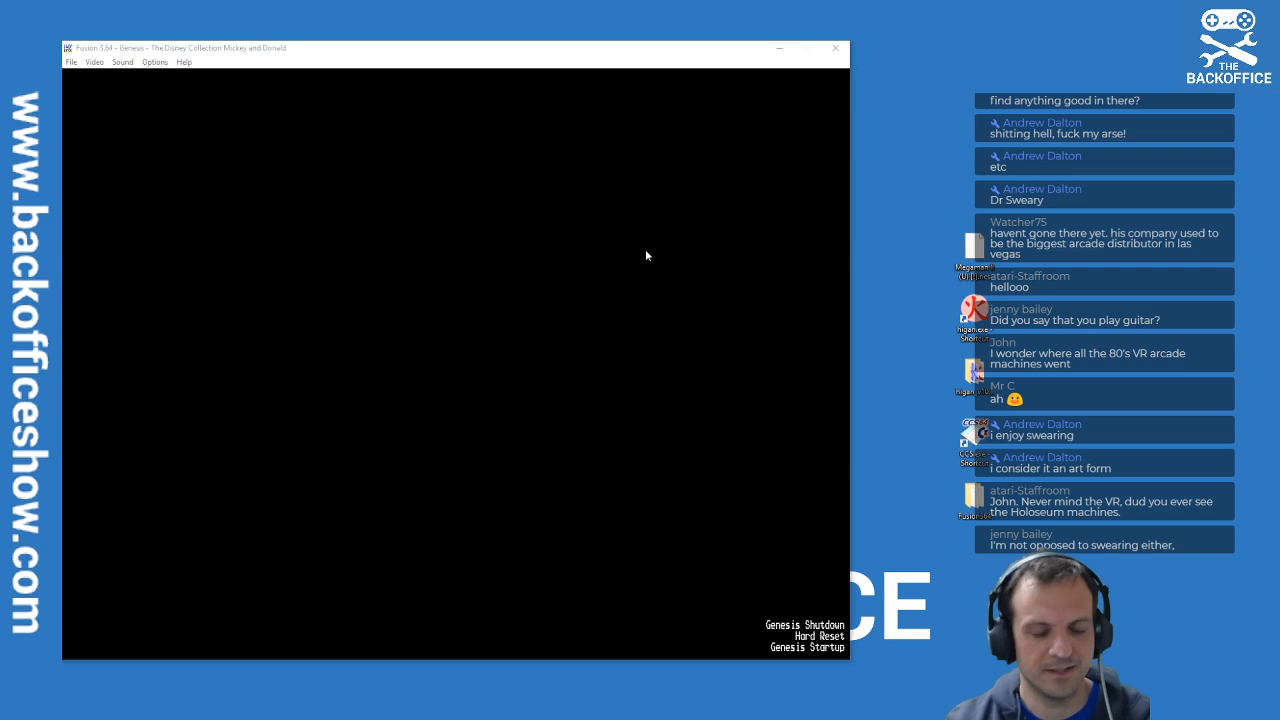 www.backofficeshow.com
Fusion 3.64 - Genesis - The Disney Collection Mickey and Donald
File Video Sound Options Help
Genesis Shutdown
Hard Reset
Genesis Startup
CE
THE
BACKOFFICE
find anything good in there?
Andrew Dalton
shitting hell, fuck my arse!
Andrew Dalton
etc
Andrew Dalton
Dr Sweary
Watcher75
havent gone there yet. his company used to
be the biggest arcade distributor in las
vegas
atari-Staffroom
hellooo
jenny bailey
Did you say that you play guitar?
John
I wonder where all the 80's VR arcade
machines went
Mr C
ah
Andrew Dalton
i enjoy swearing
Andrew Dalton
i consider it an art form
atari-Staffroom
John. Never mind the VR, dud you ever see
the Holoseum machines.
jenny bailey
I'm not opposed to swearing either,
higan.exe -
Shortcut
Shortcut